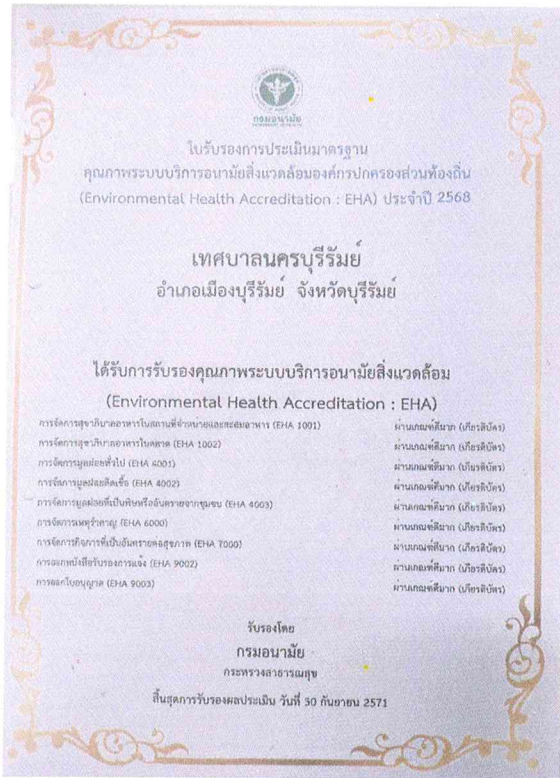 กรมอนามัย
ใบรับรองการประเมินมาตรฐาน
คุณภาพระบบบริการอนามัยสิ่งแวดล้อมองค์กรปกครองส่วนท้องถิ่น
(Environmental Health Accreditation : EHA) ประจำปี 2568
เทศบาลนครบุรีรัมย์
อำเภอเมืองบุรีรัมย์ จังหวัดบุรีรัมย์
ได้รับการรับรองคุณภาพระบบบริการอนามัยสิ่งแวดล้อม
(Environmental Health Accreditation : EHA)
การจัดการสุขาภิบาลอาหารในสถานที่จำหน่ายและสะสมอาหาร (EHA 1001) ผ่านเกณฑ์ดีมาก (เกียรติบัตร)
การจัดการสุขาภิบาลอาหารในตลาด (EHA 1002) ผ่านเกณฑ์ดีมาก (เกียรติบัตร)
การจัดการมูลฝอยทั่วไป (EHA 4001) ผ่านเกณฑ์ดีมาก (เกียรติบัตร)
การจัดการมูลฝอยติดเชื้อ (EHA 4002) ผ่านเกณฑ์ดีมาก (เกียรติบัตร)
การจัดการมูลฝอยที่เป็นพิษหรืออันตรายจากชุมชน (EHA 4003) ผ่านเกณฑ์ดีมาก (เกียรติบัตร)
การจัดการเหตุรำคาญ (EHA 6000) ผ่านเกณฑ์ดีมาก (เกียรติบัตร)
การจัดการกิจการที่เป็นอันตรายต่อสุขภาพ (EHA 7000) ผ่านเกณฑ์ดีมาก (เกียรติบัตร)
การออกหนังสือรับรองการแจ้ง (EHA 9002) ผ่านเกณฑ์ดีมาก (เกียรติบัตร)
การออกใบอนุญาต (EHA 9003) ผ่านเกณฑ์ดีมาก (เกียรติบัตร)
รับรองโดย
กรมอนามัย
กระทรวงสาธารณสุข
สิ้นสุดการรับรองผลประเมิน วันที่ 30 กันยายน 2571